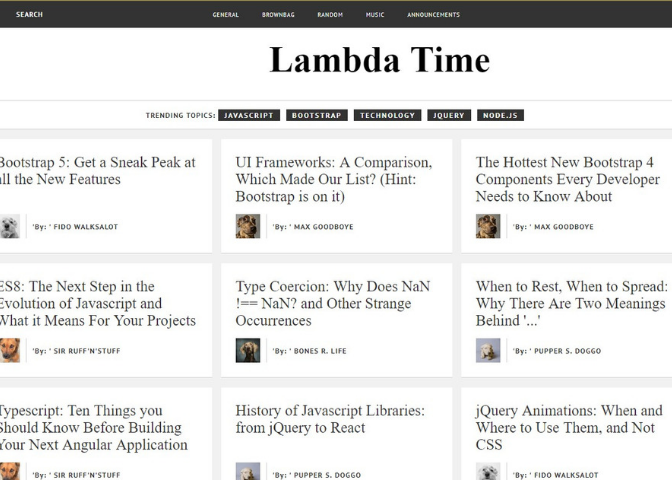 SEARCH GENERAL BROWNBAG RANDOM MUSIC ANNOUNCEMENTS
Lambda Time
TRENDING TOPICS: JAVASCRIPT BOOTSTRAP TECHNOLOGY JQUERY NODE.JS
Bootstrap 5: Get a Sneak Peak at
all the New Features
'By: ' FIDO WALKSALOT
UI Frameworks: A Comparison,
Which Made Our List? (Hint:
Bootstrap is on it)
'By: ' MAX GOODBOYE
The Hottest New Bootstrap 4
Components Every Developer
Needs to Know About
'By: ' MAX GOODBOYE
ES8: The Next Step in the
Evolution of Javascript and
What it Means For Your Projects
'By: ' SIR RUFF'N'STUFF
Type Coercion: Why Does NaN
!== NaN? and Other Strange
Occurrences
'By: ' BONES R. LIFE
When to Rest, When to Spread:
Why There Are Two Meanings
Behind '...'
'By: ' PUPPER S. DOGGO
Typescript: Ten Things you
Should Know Before Building
Your Next Angular Application
'By: ' SIR RUFF'N'STUFF
History of Javascript Libraries:
from jQuery to React
'By: ' PUPPER S. DOGGO
jQuery Animations: When and
Where to Use Them, and Not
CSS
'By: ' FIDO WALKSALOT